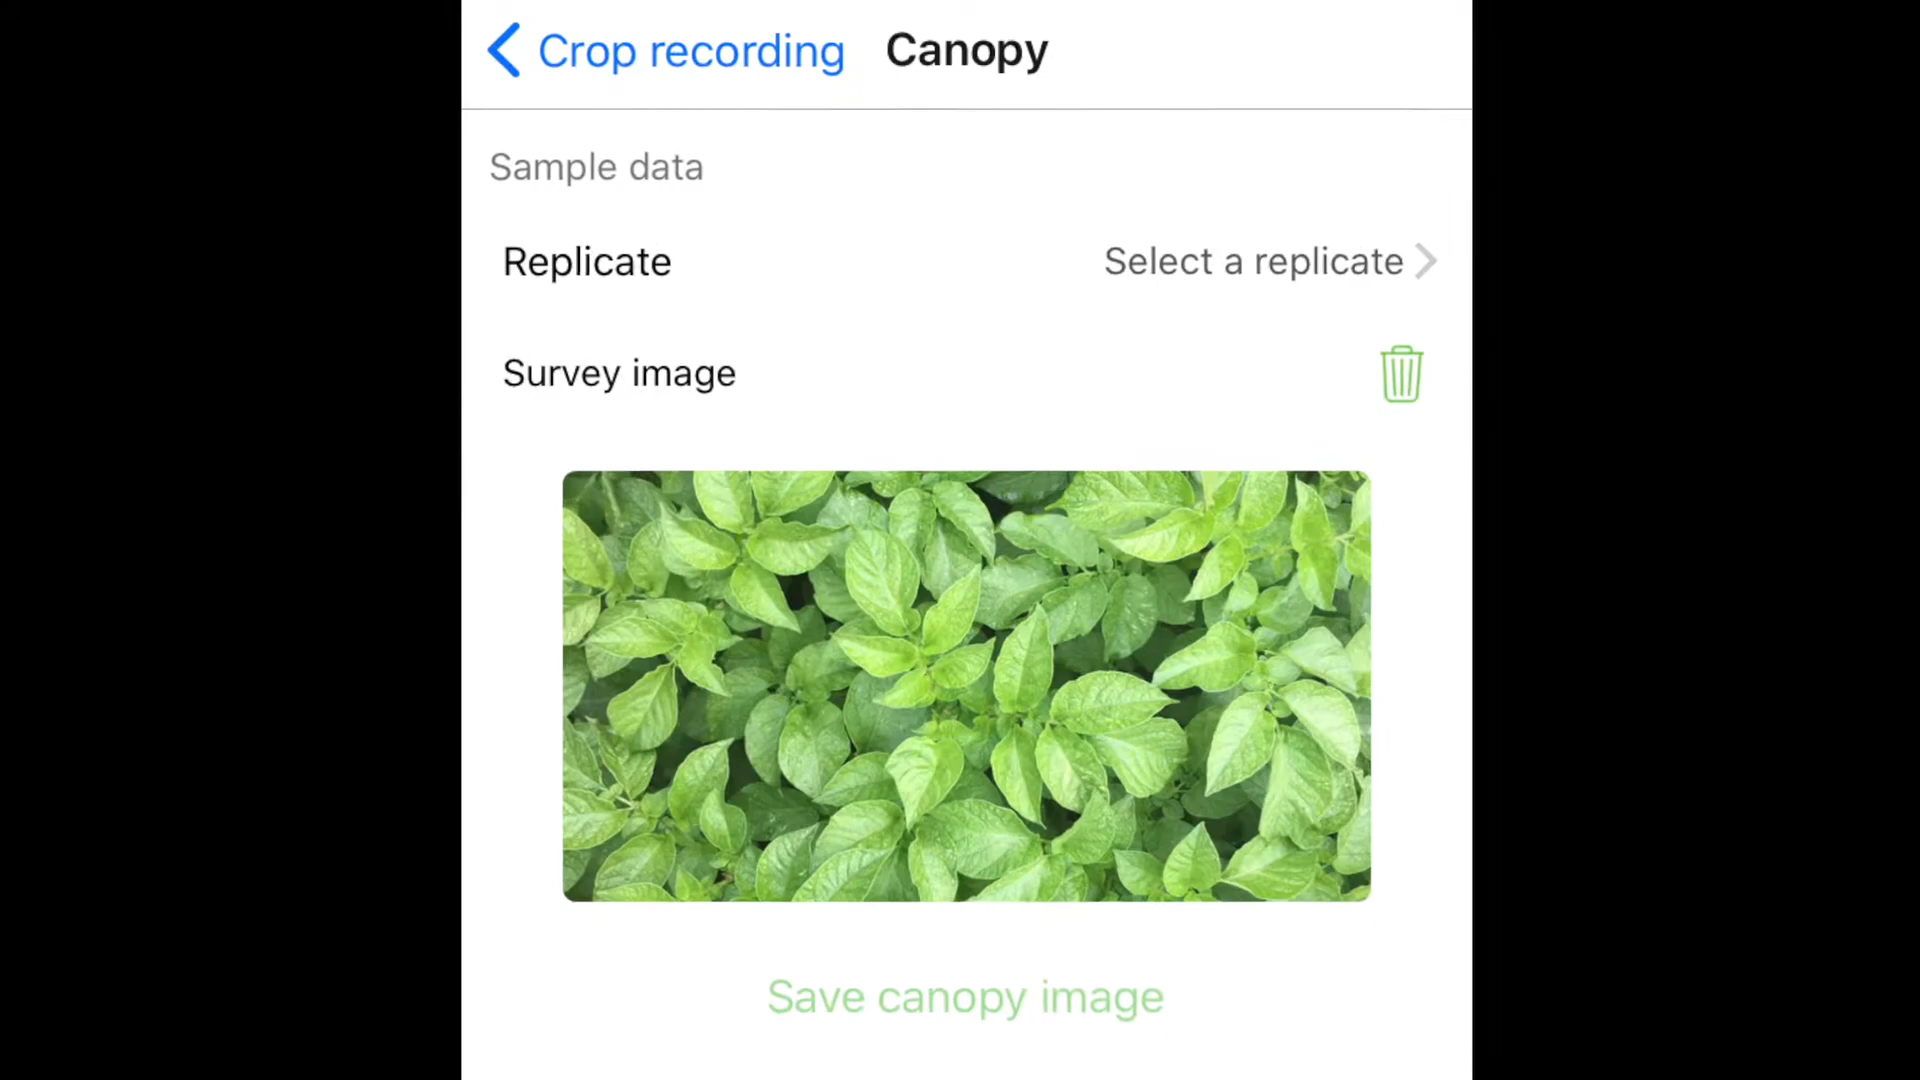 Crop recording Canopy
Sample data
Replicate Select a replicate
Survey image
Save canopy image